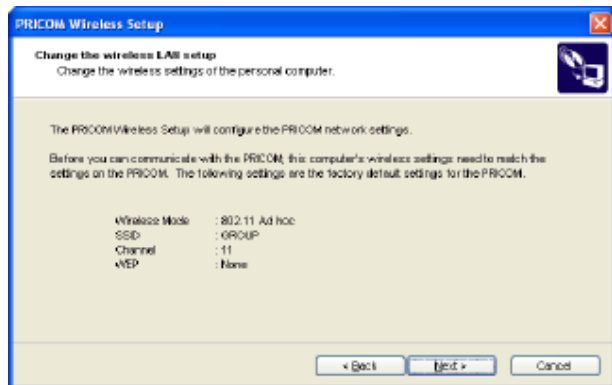 PRICOM Wireless Setup
Change the wireless LAN setup
Change the wireless settings of the personal computer.
The PRICOM Wireless Setup will configure the PRICOM network settings.
Before you can communicate with the PRICOM, this computer's wireless settings need to match the
settings on the PRICOM. The following settings are the factory default settings for the PRICOM.
Wireless Mode : 802.11 Ad hoc
SSID : GROUP
Channel : 11
WEP : None
< Back Next > Cancel